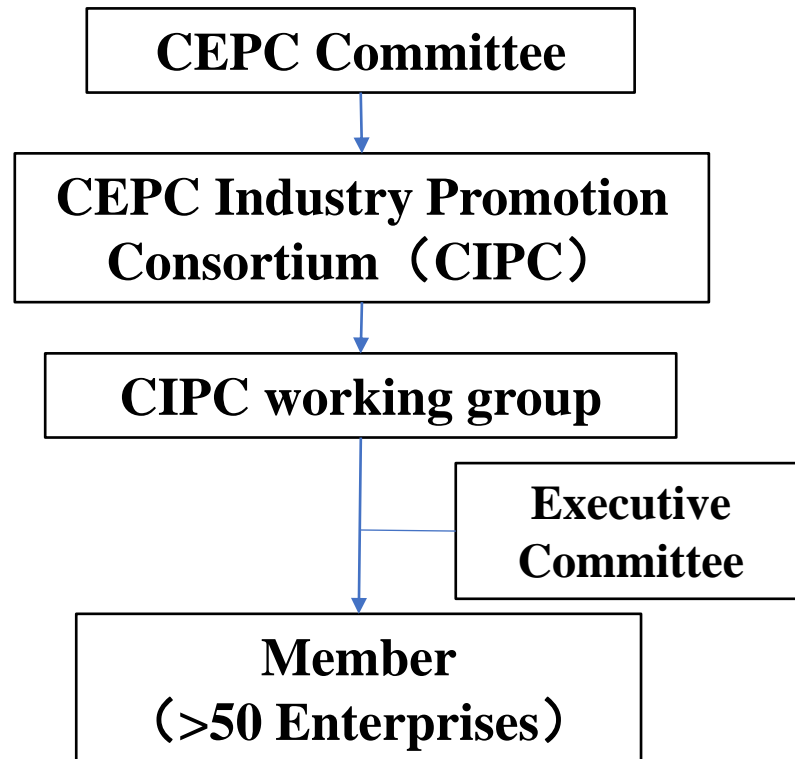 CEPC Committee
CEPC Industry Promotion
Consortium（CIPC）
CIPC working group
Executive
Committee
Member
（>50 Enterprises）